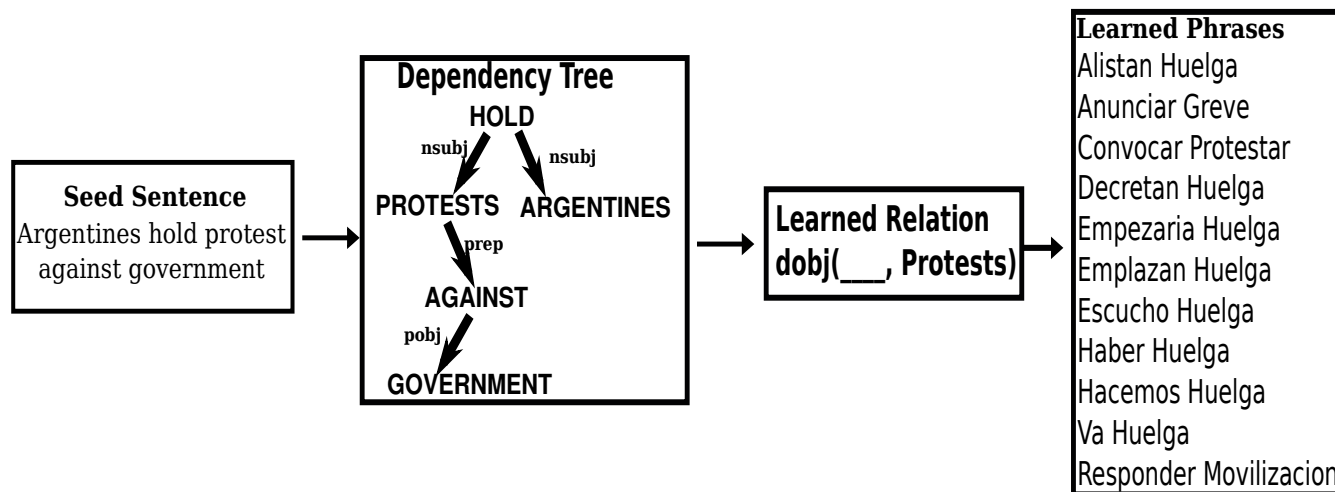 Seed Sentence
Argentines hold protest
against government
Dependency Tree
HOLD
nsubj
nsubj
PROTESTS
ARGENTINES
prep
AGAINST
pobj
GOVERNMENT
Learned Relation
dobj(____, Protests)
Learned Phrases
Alistan Huelga
Anunciar Greve
Convocar Protestar
Decretan Huelga
Empezaria Huelga
Emplazan Huelga
Escucho Huelga
Haber Huelga
Hacemos Huelga
Va Huelga
Responder Movilizacion